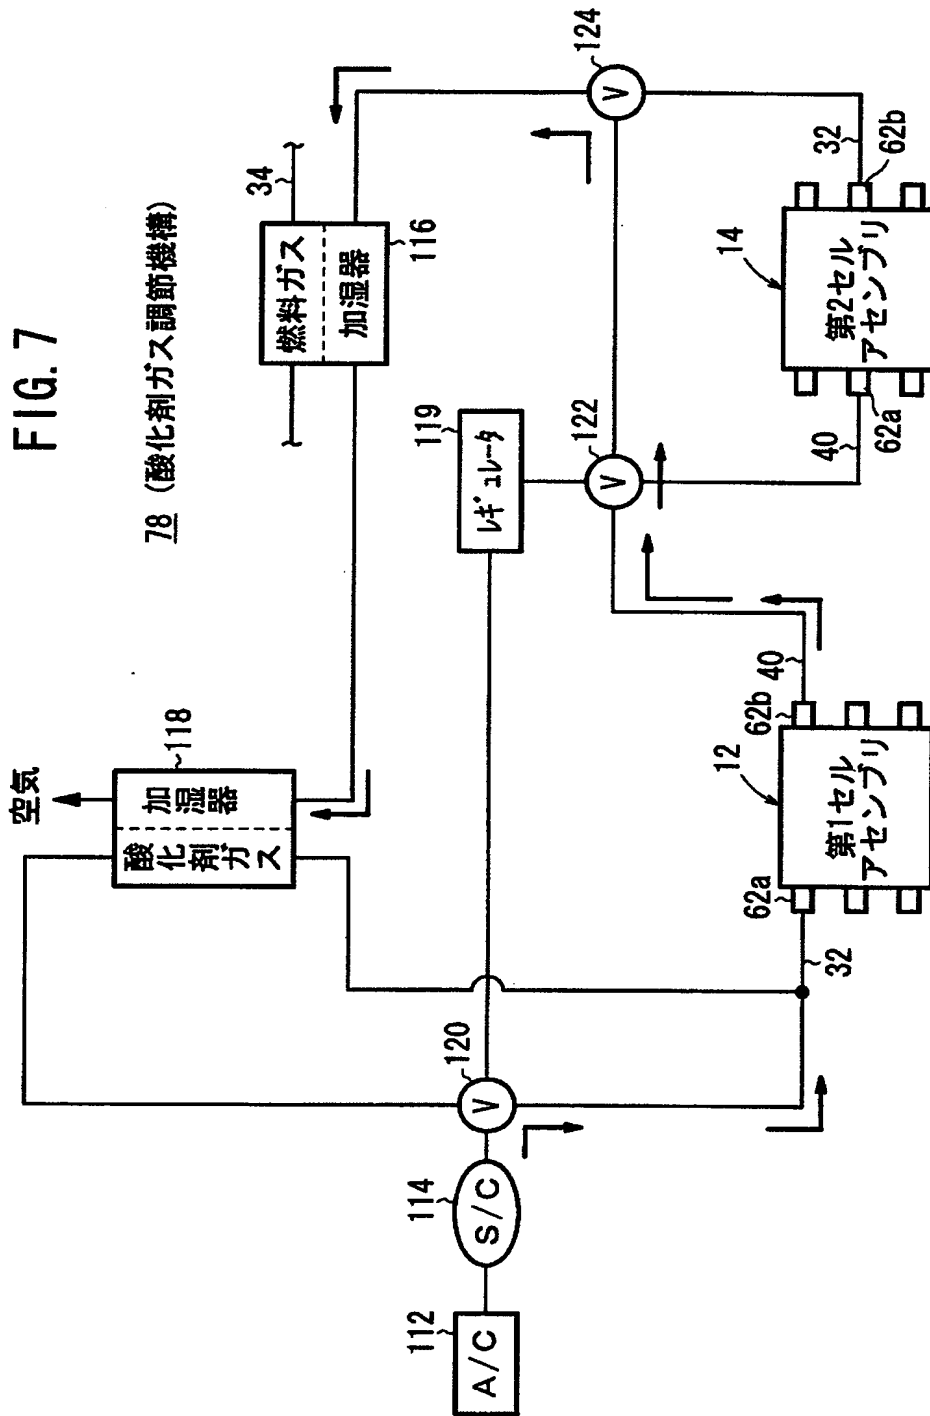 FIG. 7
78 (酸化剤ガス調節機構)
空気
118
酸化剤ガス
加湿器
34
燃料ガス
加湿器
116
119
レギュレータ
124
V
122
V
120
V
114
S/C
112
A/C
40
62b
12
第1セル
アセンブリ
62a
32
32
62b
14
第2セル
アセンブリ
62a
40